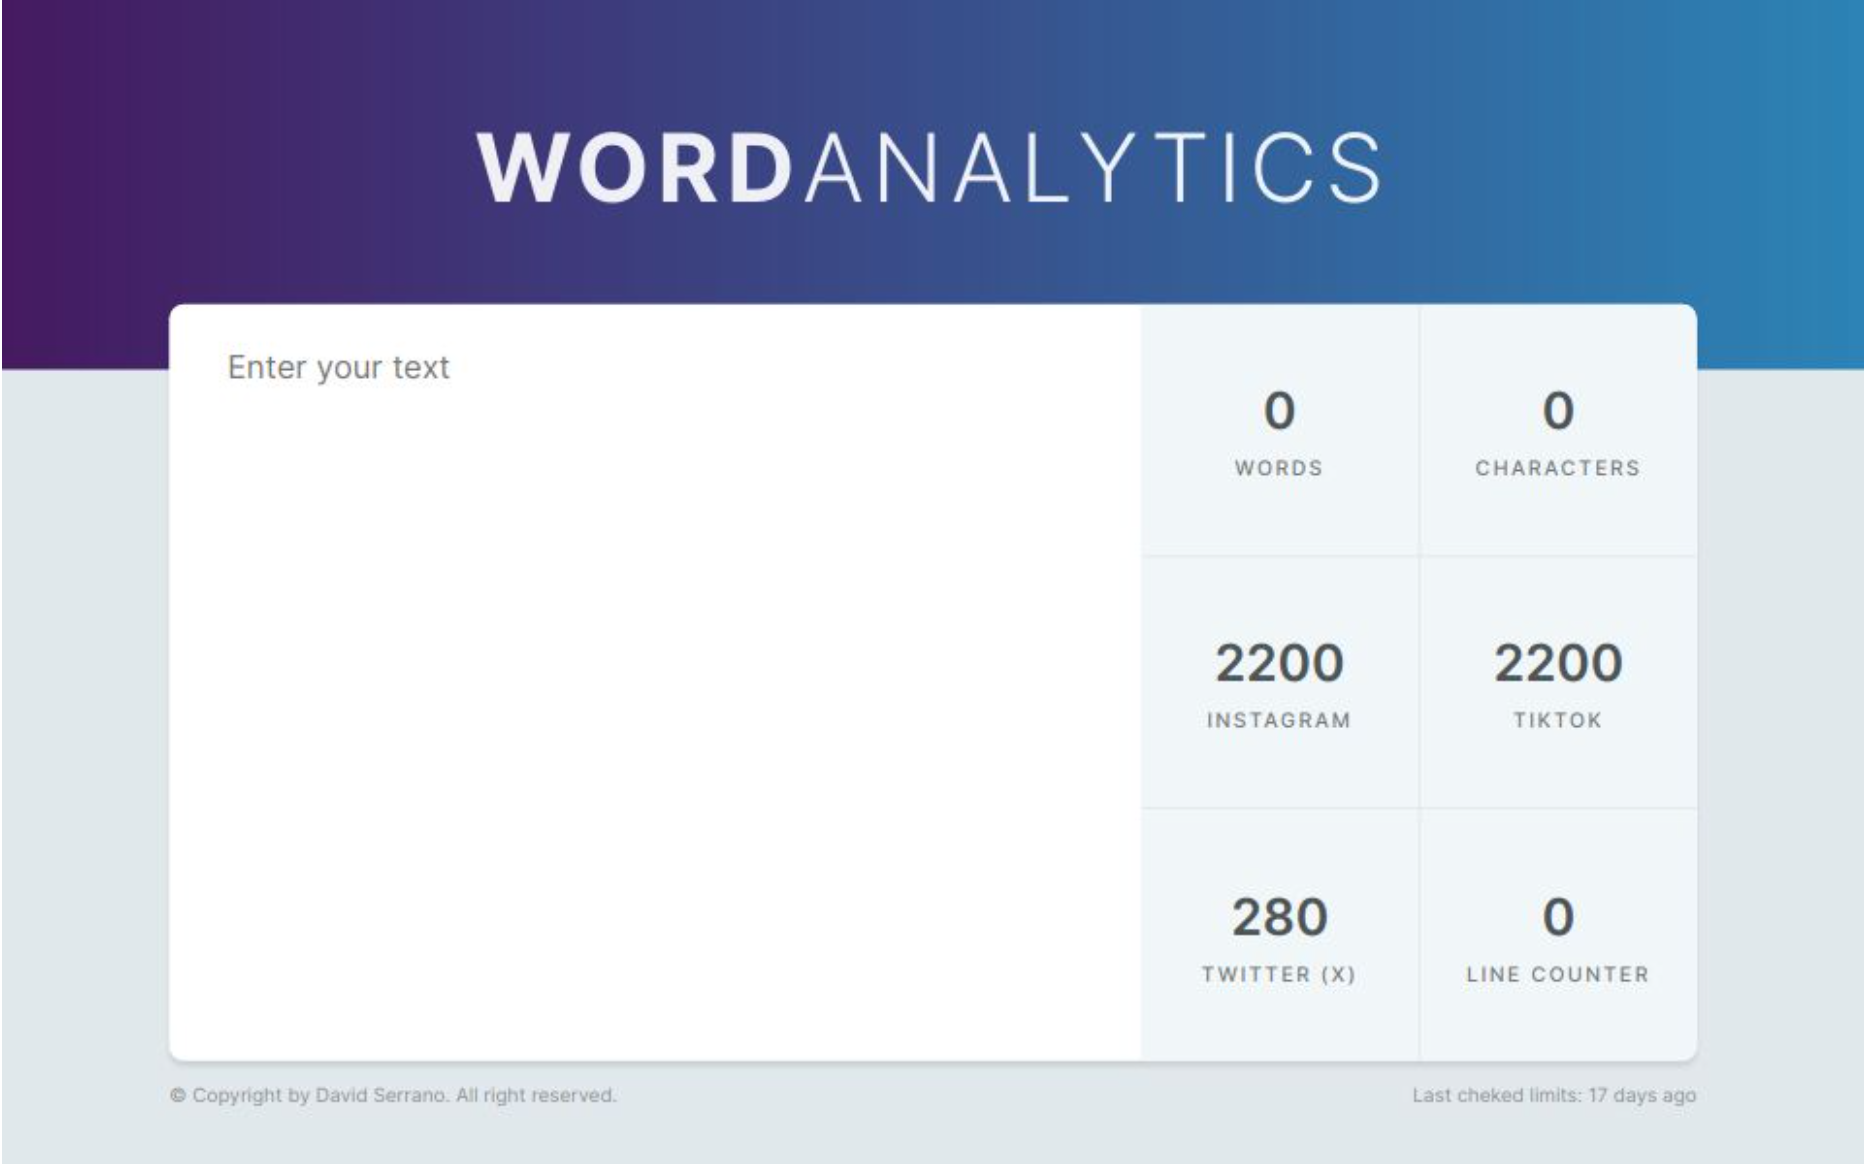 WORDANALYTICS
Enter your text
0
WORDS
0
CHARACTERS
2200
INSTAGRAM
2200
TIKTOK
280
TWITTER (X)
0
LINE COUNTER
© Copyright by David Serrano. All right reserved.
Last cheked limits: 17 days ago